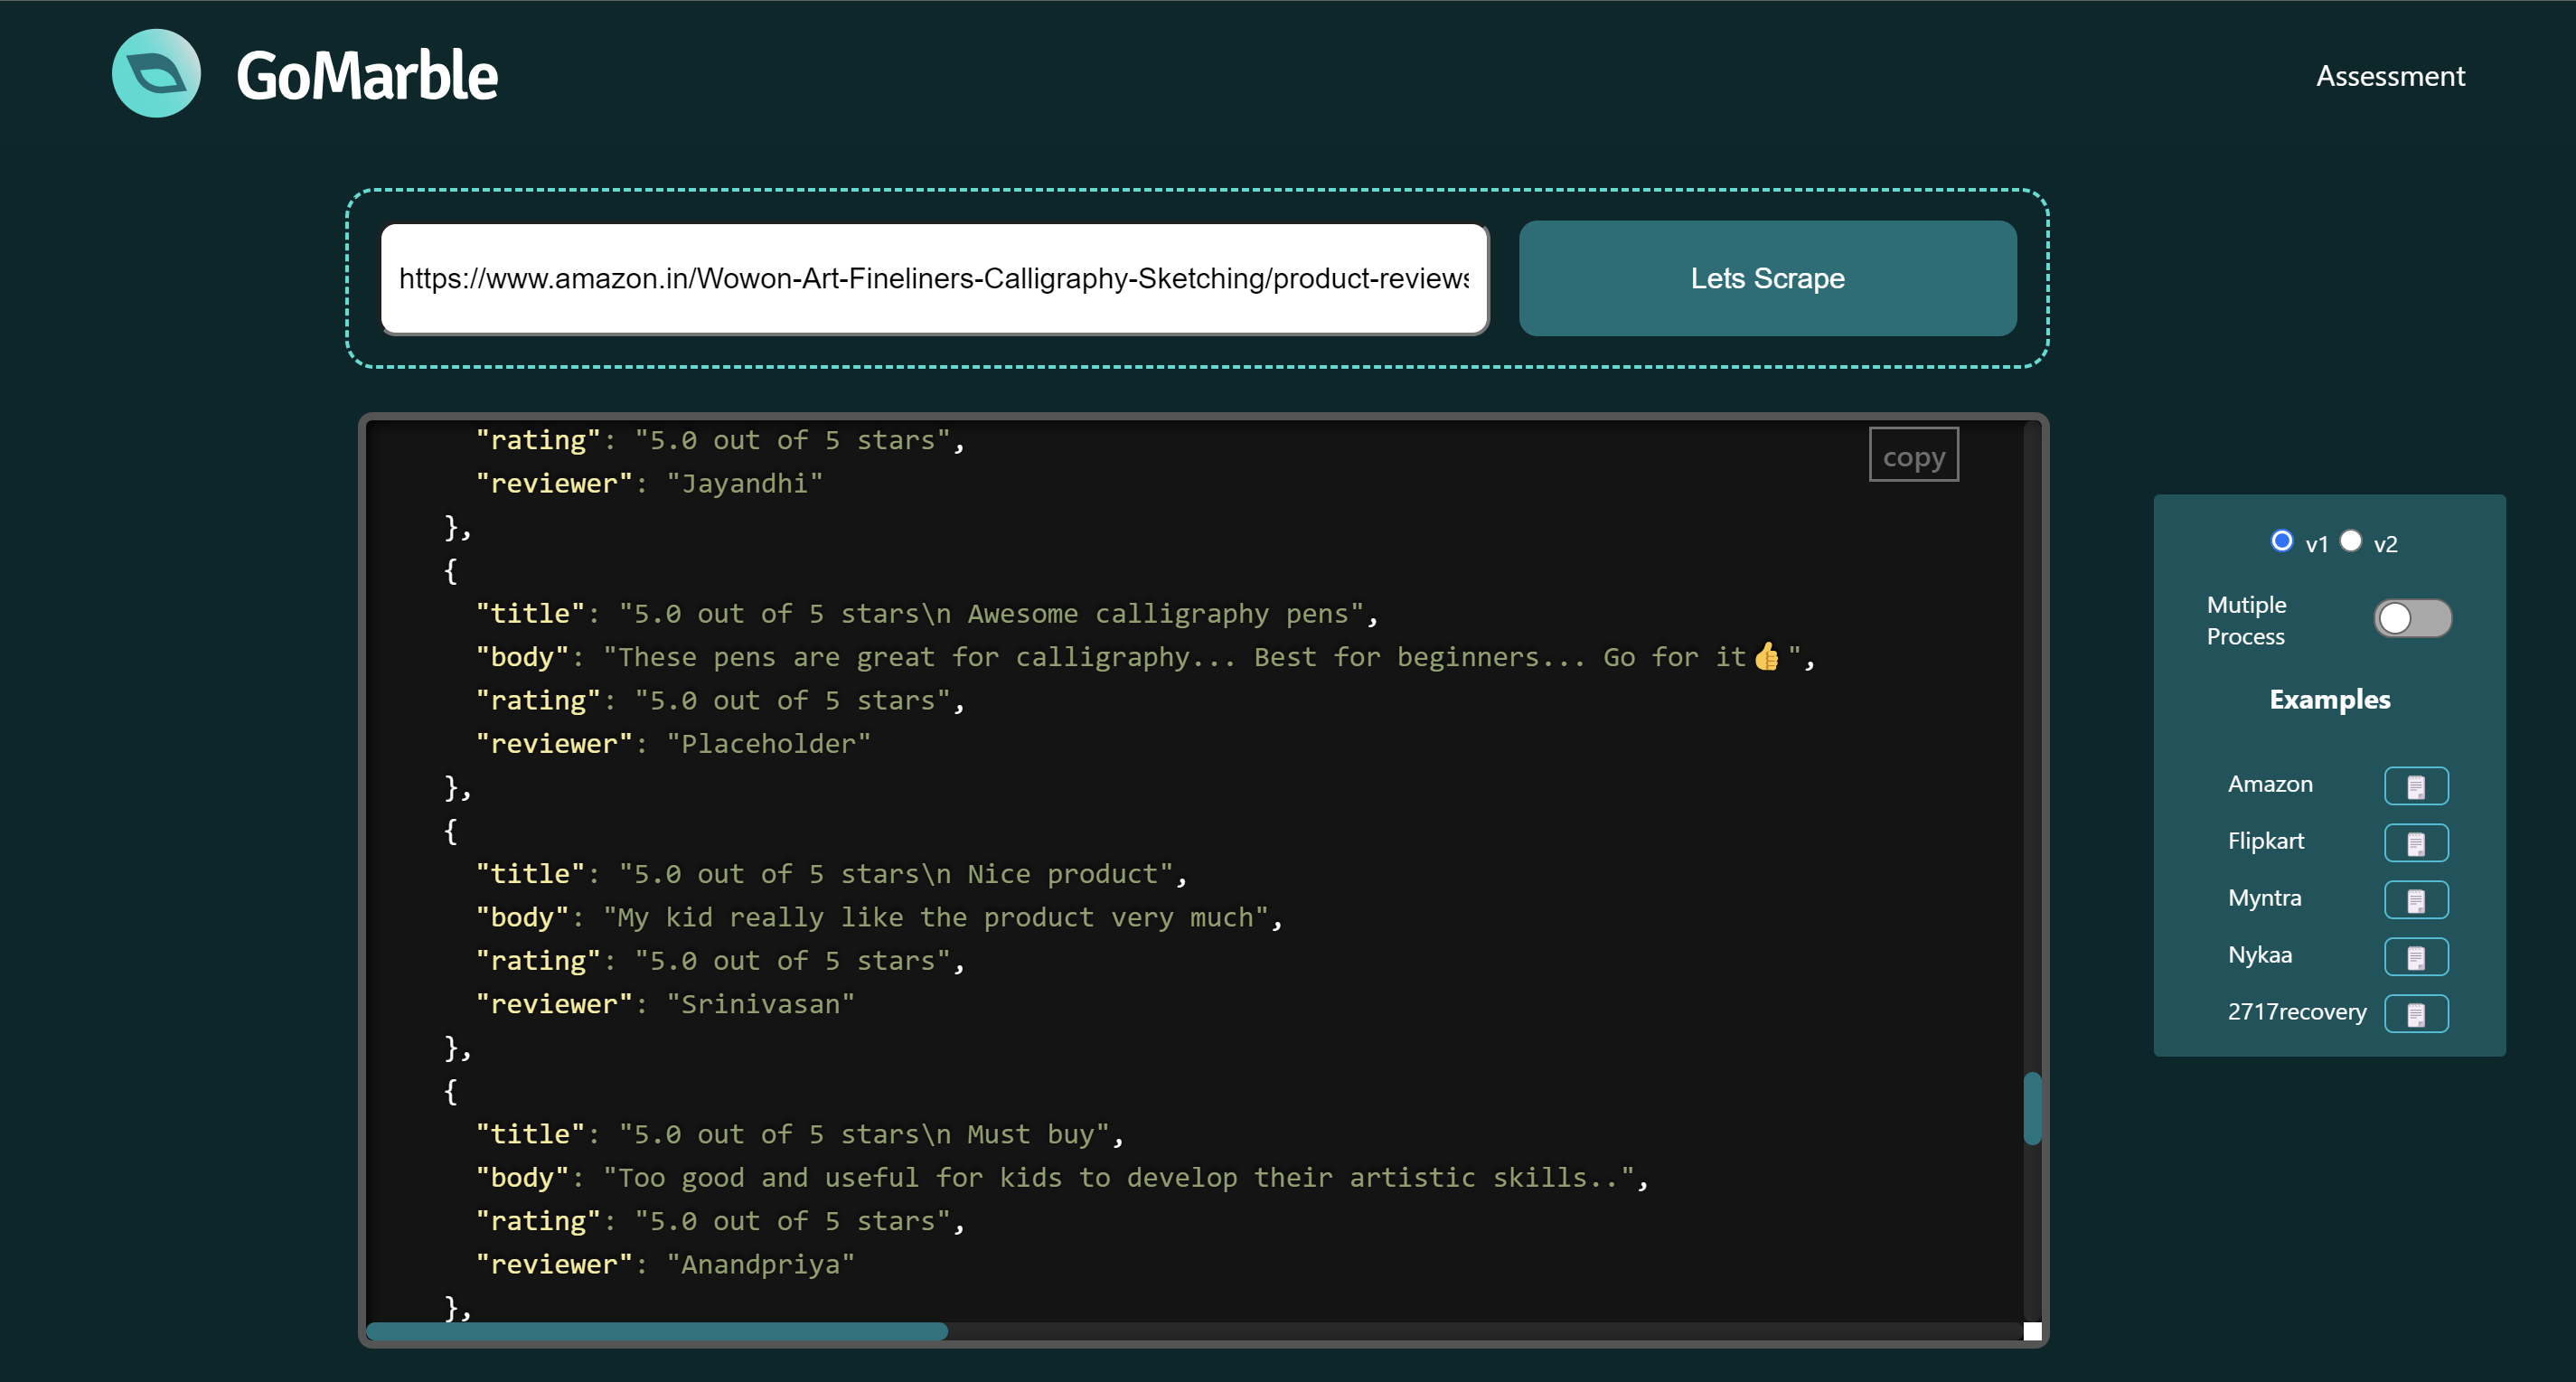 GoMarble
Assessment
https://www.amazon.in/Wowon-Art-Fineliners-Calligraphy-Sketching/product-reviews
Lets Scrape
copy
"rating": "5.0 out of 5 stars",
"reviewer": "Jayandhi"
},
{
"title": "5.0 out of 5 stars\n Awesome calligraphy pens",
"body": "These pens are great for calligraphy... Best for beginners... Go for it👍",
"rating": "5.0 out of 5 stars",
"reviewer": "Placeholder"
},
{
"title": "5.0 out of 5 stars\n Nice product",
"body": "My kid really like the product very much",
"rating": "5.0 out of 5 stars",
"reviewer": "Srinivasan"
},
{
"title": "5.0 out of 5 stars\n Must buy",
"body": "Too good and useful for kids to develop their artistic skills..",
"rating": "5.0 out of 5 stars",
"reviewer": "Anandpriya"
},
v1 v2
Mutiple
Process
Examples
Amazon
Flipkart
Myntra
Nykaa
2717recovery